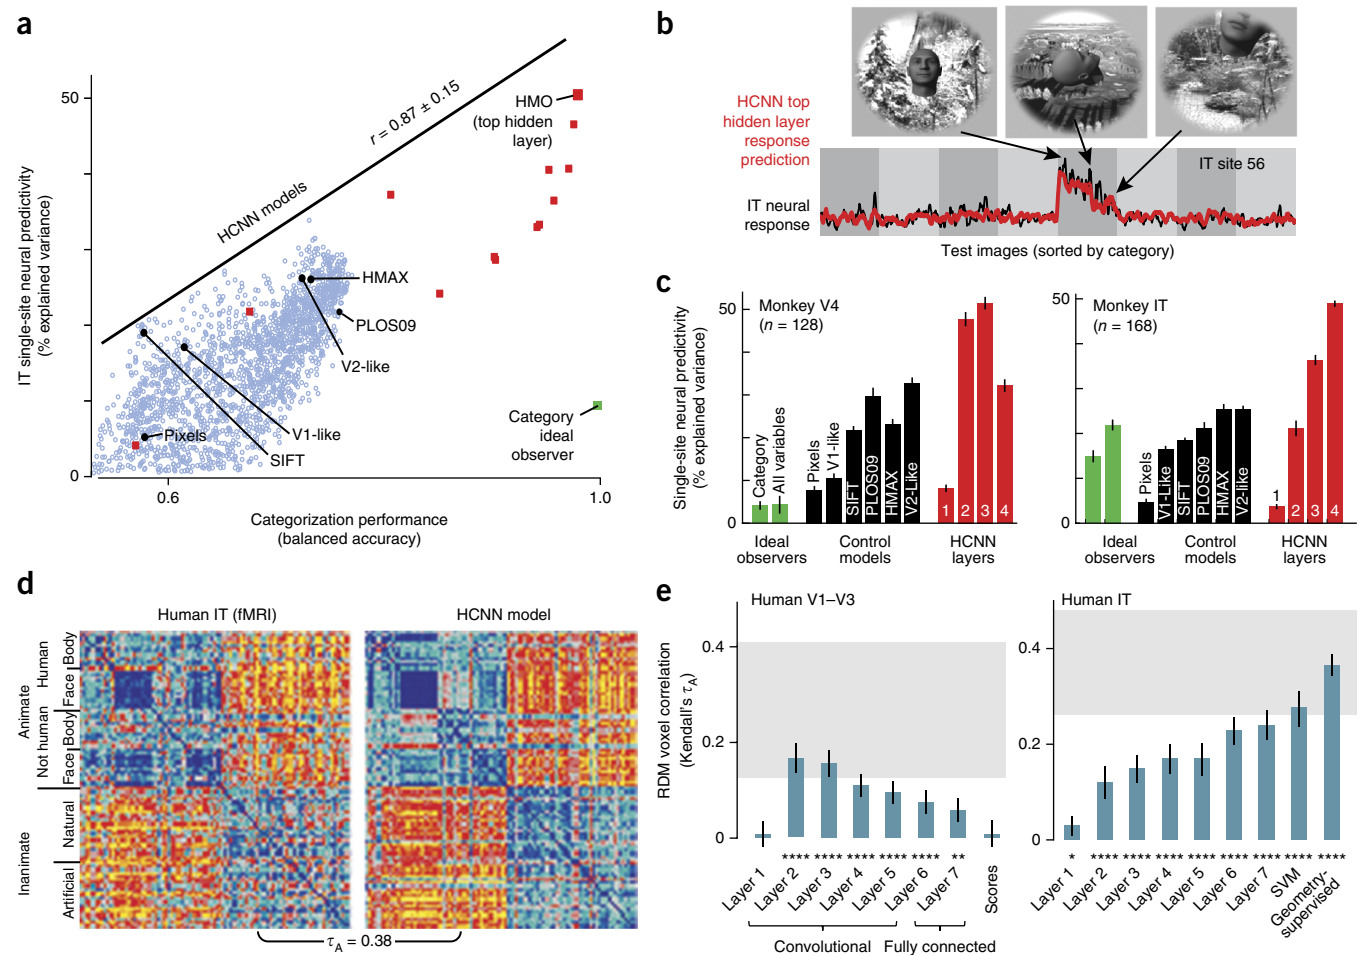 a
50
0
IT single-site neural predictivity
(% explained variance)
HCNN models
r = 0.87 ± 0.15
HMO
(top hidden
layer)
HMAX
PLOS09
V2-like
V1-like
SIFT
Pixels
Category
ideal
observer
0.6
1.0
Categorization performance
(balanced accuracy)
b
HCNN top
hidden layer
response
prediction
IT neural
response
IT site 56
Test images (sorted by category)
c
Single-site neural predictivity
(% explained variance)
50
0
Monkey V4
(n = 128)
Category
All variables
Pixels
V1-like
SIFT
PLOS09
HMAX
V2-Like
1
2
3
4
Ideal
observers
Control
models
HCNN
layers
50
0
Monkey IT
(n = 168)
Pixels
V1-Like
SIFT
PLOS09
HMAX
V2-like
1
2
3
4
Ideal
observers
Control
models
HCNN
layers
d
Human IT (fMRI)
HCNN model
Animate
Inanimate
Human
Not human
Body
Face
Body
Face
Natural
Artificial
τA = 0.38
e
RDM voxel correlation
(Kendall's τA)
Human V1–V3
0.4
0.2
0
**** **** **** **** **** **
Layer 1
Layer 2
Layer 3
Layer 4
Layer 5
Layer 6
Layer 7
Scores
Convolutional
Fully connected
Human IT
0.4
0.2
0
* **** **** **** **** **** **** **** ****
Layer 1
Layer 2
Layer 3
Layer 4
Layer 5
Layer 6
Layer 7
SVM
Geometry-
supervised